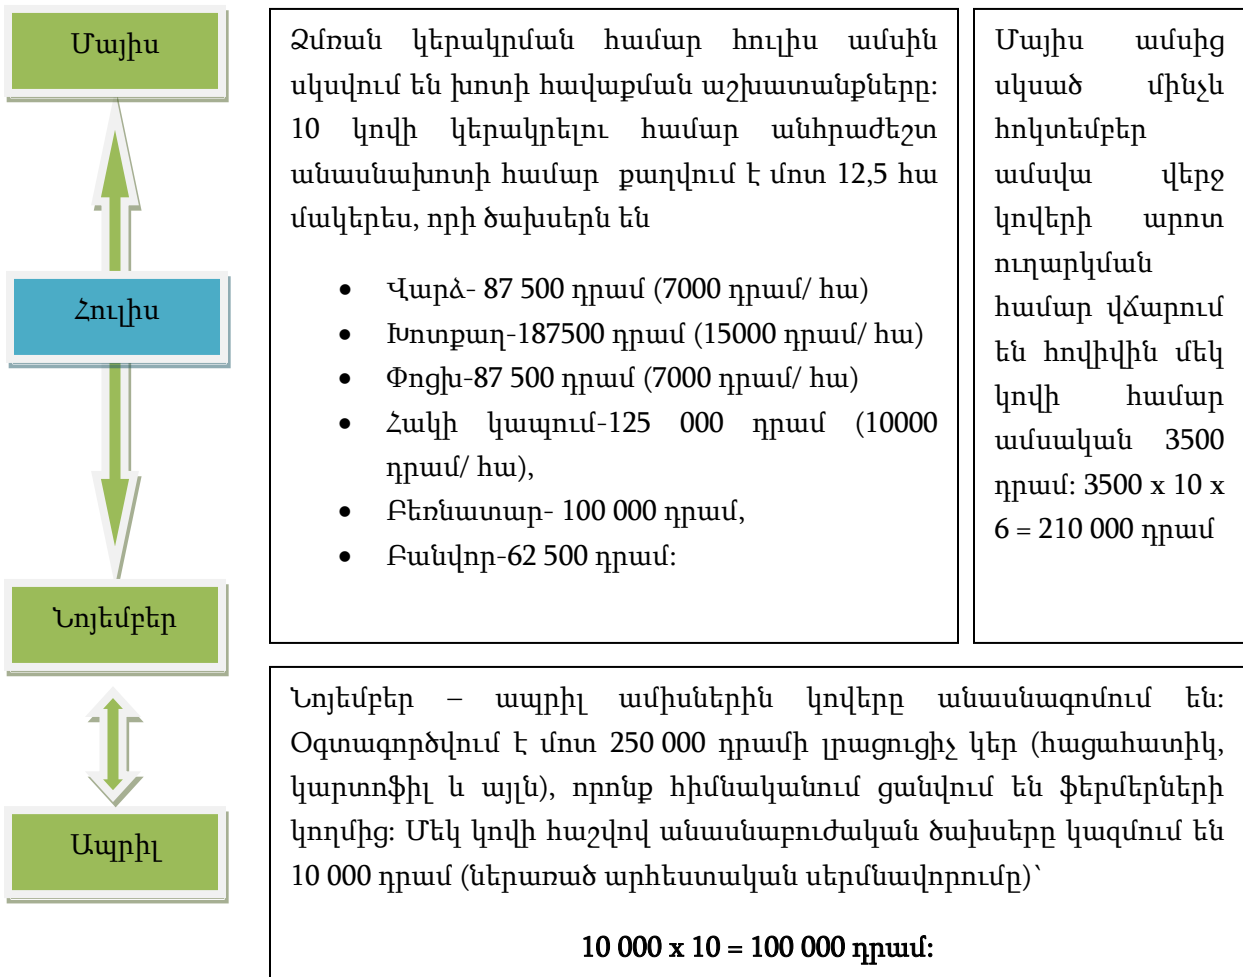 Մայիս
Հուլիս
Նոյեմբեր
Ապրիլ
Ձմռան կերակրման համար հուլիս ամսին
սկսվում են խոտի հավաքման աշխատանքները:
10 կովի կերակրելու համար անհրաժեշտ
անասնախոտի համար քաղվում է մոտ 12,5 հա
մակերես, որի ծախսերն են
• Վարձ- 87 500 դրամ (7000 դրամ/ հա)
• Խոտքաղ-187500 դրամ (15000 դրամ/ հա)
• Փոցխ-87 500 դրամ (7000 դրամ/ հա)
• Հակի կապում-125 000 դրամ (10000
դրամ/ հա),
• Բեռնատար- 100 000 դրամ,
• Բանվոր-62 500 դրամ:
Մայիս ամսից
սկսած մինչև
հոկտեմբեր
ամսվա վերջ
կովերի արոտ
ուղարկման
համար վճարում
են հովիվին մեկ
կովի համար
ամսական 3500
դրամ: 3500 x 10 x
6 = 210 000 դրամ
Նոյեմբեր – ապրիլ ամիսներին կովերը անասնագոմում են:
Օգտագործվում է մոտ 250 000 դրամի լրացուցիչ կեր (հացահատիկ,
կարտոֆիլ և այլն), որոնք հիմնականում ցանվում են ֆերմերների
կողմից: Մեկ կովի հաշվով անասնաբուժական ծախսերը կազմում են
10 000 դրամ (ներառած արհեստական սերմնավորումը)՝
10 000 x 10 = 100 000 դրամ: